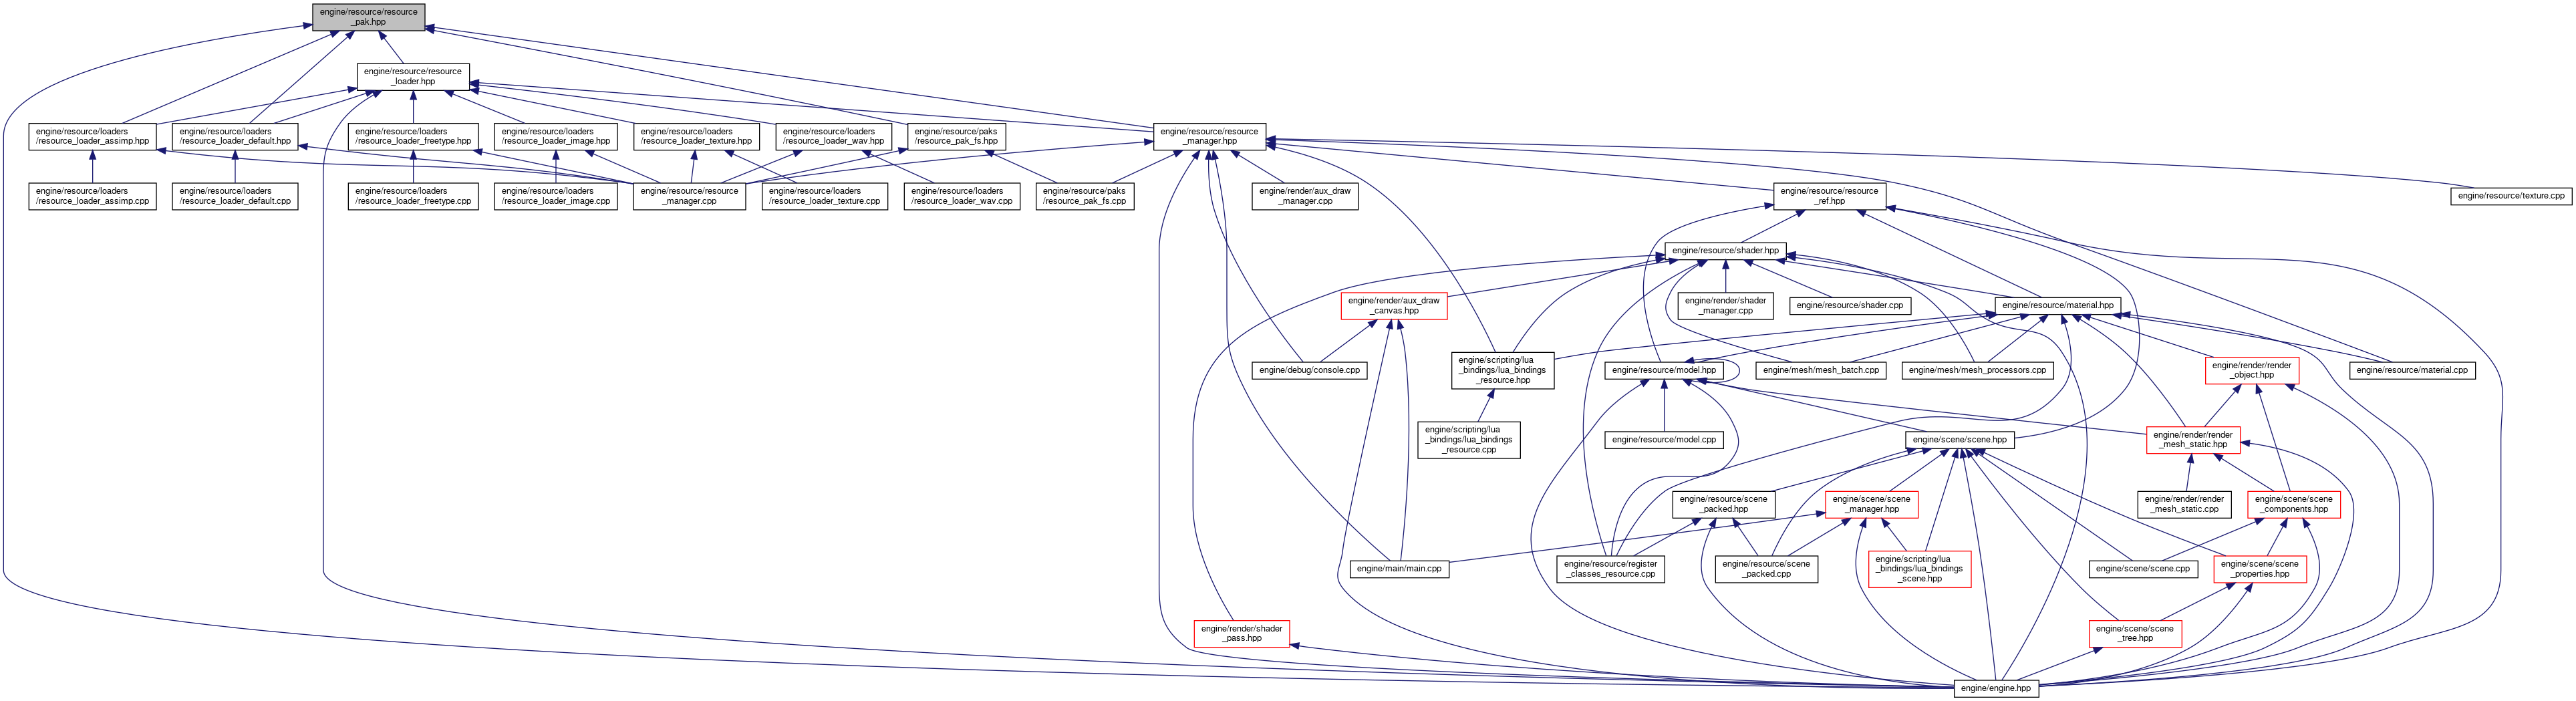 engine/resource/resource
_pak.hpp
engine/resource/resource
_loader.hpp
engine/resource/loaders
/resource_loader_assimp.hpp
engine/resource/loaders
/resource_loader_default.hpp
engine/resource/loaders
/resource_loader_freetype.hpp
engine/resource/loaders
/resource_loader_image.hpp
engine/resource/loaders
/resource_loader_texture.hpp
engine/resource/loaders
/resource_loader_wav.hpp
engine/resource/paks
/resource_pak_fs.hpp
engine/resource/resource
_manager.hpp
engine/resource/loaders
/resource_loader_assimp.cpp
engine/resource/loaders
/resource_loader_default.cpp
engine/resource/loaders
/resource_loader_freetype.cpp
engine/resource/loaders
/resource_loader_image.cpp
engine/resource/resource
_manager.cpp
engine/resource/loaders
/resource_loader_texture.cpp
engine/resource/loaders
/resource_loader_wav.cpp
engine/resource/paks
/resource_pak_fs.cpp
engine/render/aux_draw
_manager.cpp
engine/resource/resource
_ref.hpp
engine/resource/texture.cpp
engine/resource/shader.hpp
engine/render/aux_draw
_canvas.hpp
engine/render/shader
_manager.cpp
engine/resource/shader.cpp
engine/resource/material.hpp
engine/debug/console.cpp
engine/scripting/lua
_bindings/lua_bindings
_resource.hpp
engine/resource/model.hpp
engine/mesh/mesh_batch.cpp
engine/mesh/mesh_processors.cpp
engine/render/render
_object.hpp
engine/resource/material.cpp
engine/scripting/lua
_bindings/lua_bindings
_resource.cpp
engine/resource/model.cpp
engine/scene/scene.hpp
engine/render/render
_mesh_static.hpp
engine/resource/scene
_packed.hpp
engine/scene/scene
_manager.hpp
engine/render/render
_mesh_static.cpp
engine/scene/scene
_components.hpp
engine/main/main.cpp
engine/resource/register
_classes_resource.cpp
engine/resource/scene
_packed.cpp
engine/scripting/lua
_bindings/lua_bindings
_scene.hpp
engine/scene/scene.cpp
engine/scene/scene
_properties.hpp
engine/render/shader
_pass.hpp
engine/scene/scene
_tree.hpp
engine/engine.hpp